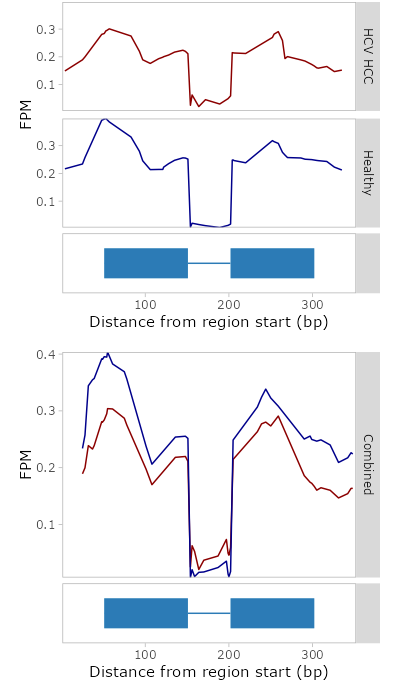 0.3
0.2
0.1
HCV HCC
FPM
0.3
0.2
0.1
Healthy
100 200 300
Distance from region start (bp)
0.4
0.3
0.2
0.1
FPM
Combined
100 200 300
Distance from region start (bp)